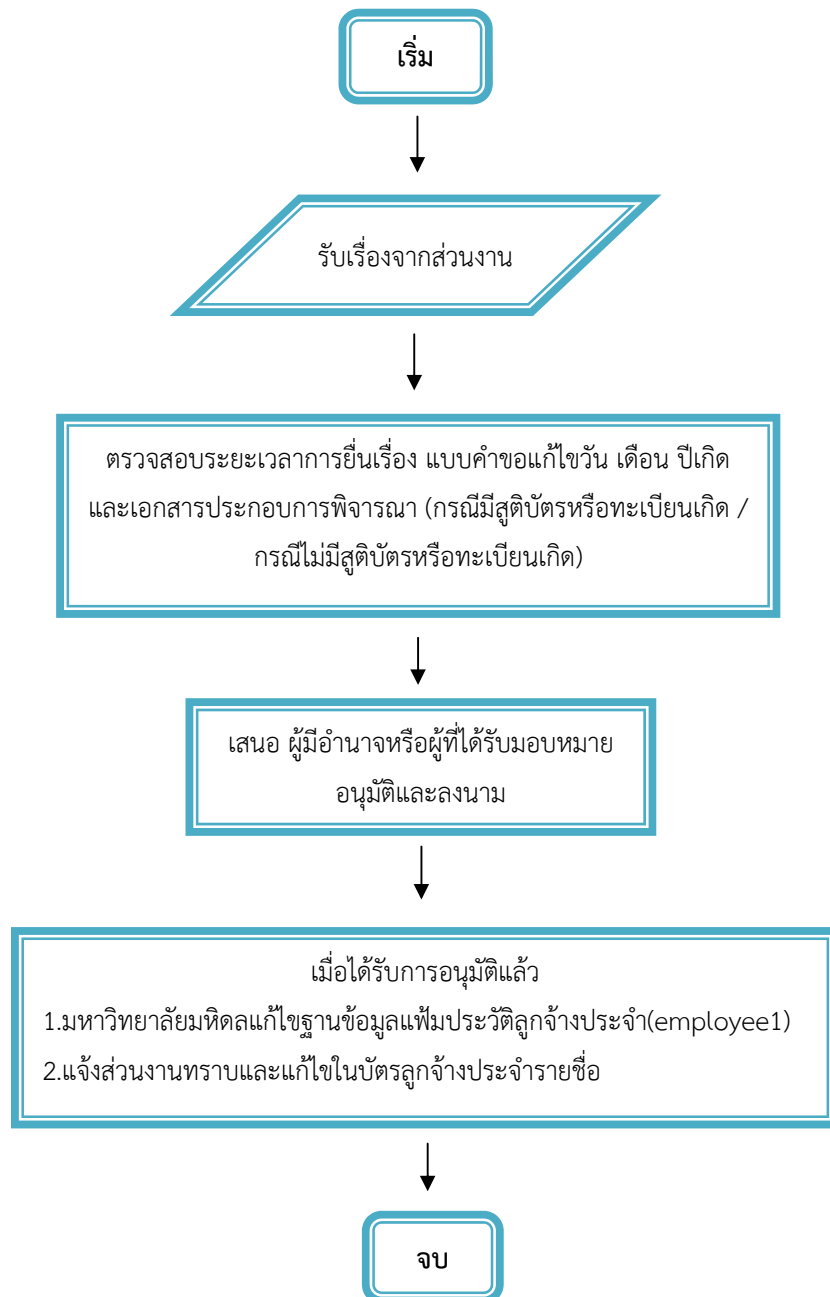 เริ่ม
รับเรื่องจากส่วนงาน
ตรวจสอบระยะเวลาการยื่นเรื่อง แบบคำขอแก้ไขวัน เดือน ปีเกิด
และเอกสารประกอบการพิจารณา (กรณีมีสูติบัตรหรือทะเบียนเกิด /
กรณีไม่มีสูติบัตรหรือทะเบียนเกิด)
เสนอ ผู้มีอำนาจหรือผู้ที่ได้รับมอบหมาย
อนุมัติและลงนาม
เมื่อได้รับการอนุมัติแล้ว
1.มหาวิทยาลัยมหิดลแก้ไขฐานข้อมูลแฟ้มประวัติลูกจ้างประจำ(employee1)
2.แจ้งส่วนงานทราบและแก้ไขในบัตรลูกจ้างประจำรายชื่อ
จบ